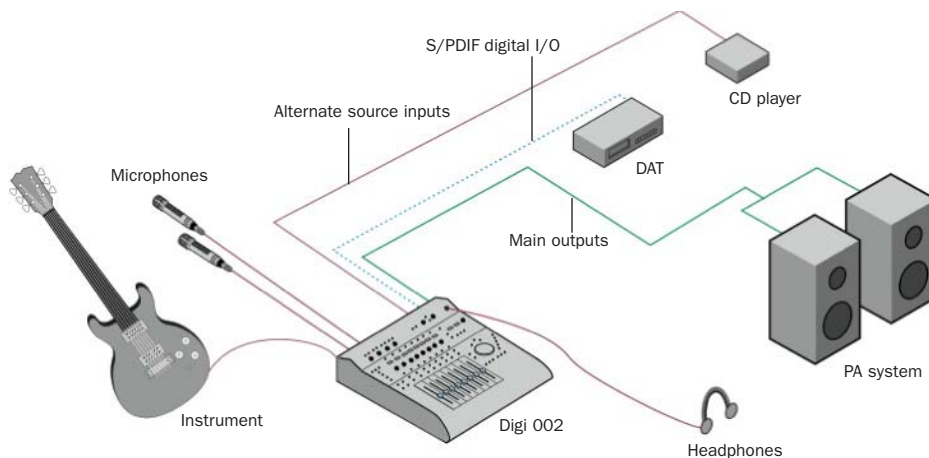 S/PDIF digital I/O
CD player
Alternate source inputs
DAT
Microphones
Main outputs
PA system
Instrument
Digi 002
Headphones